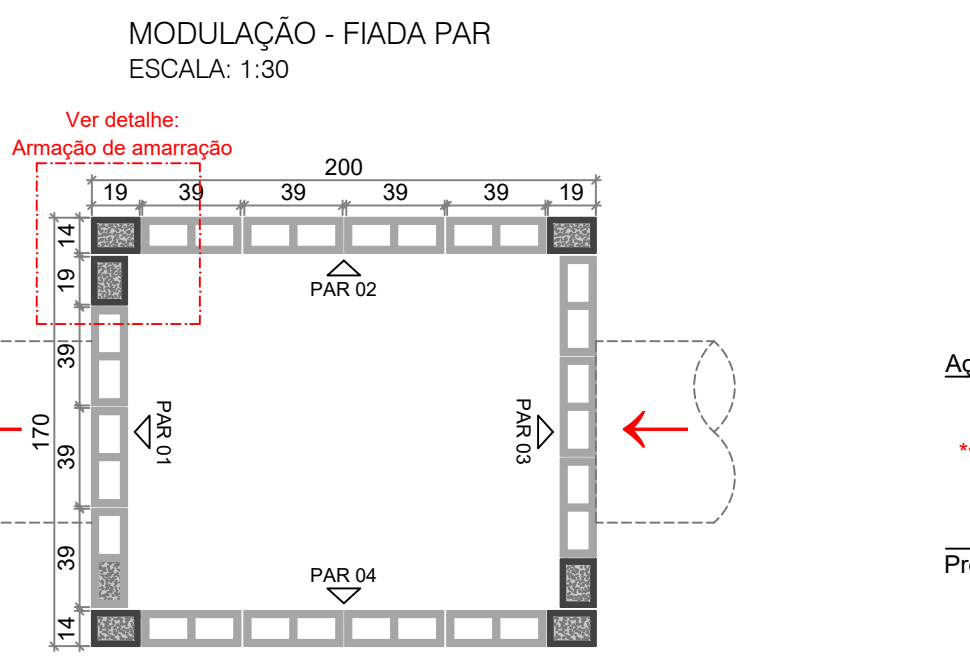 MODULAÇÃO - FIADA PAR
ESCALA: 1:30
Ver detalhe:
Armação de amarração
200
19 39 39 39 39 19
14
19
39
39
39
14
170
PAR 02
PAR 01
PAR 03
PAR 04